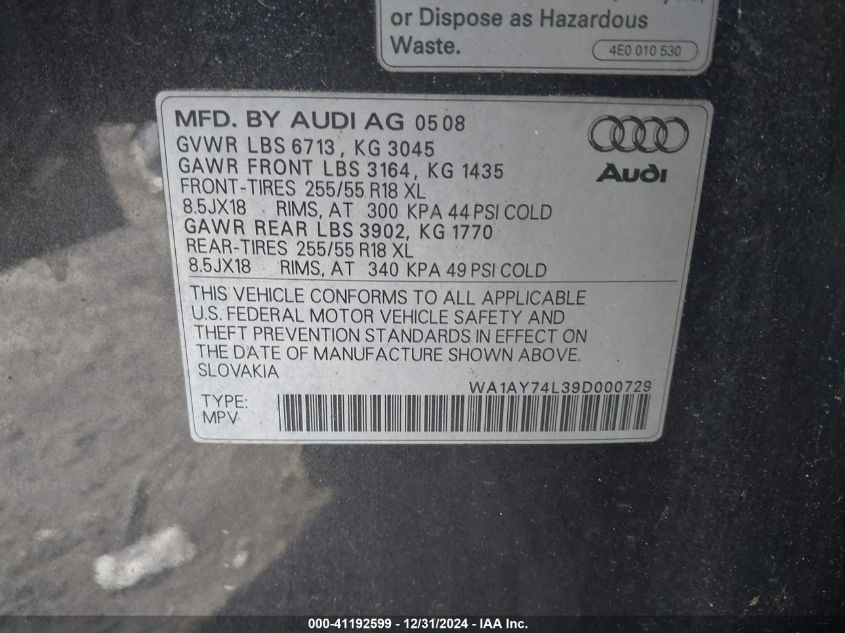 or Dispose as Hazardous
Waste.
4E0 010 530
MFD. BY AUDI AG 0508
GVWR LBS 6713, KG 3045
GAWR FRONT LBS 3164, KG 1435
FRONT-TIRES 255/55 R18 XL
8.5JX18 RIMS, AT 300 KPA 44 PSI COLD
GAWR REAR LBS 3902, KG 1770
REAR-TIRES 255/55 R18 XL
8.5JX18 RIMS, AT 340 KPA 49 PSI COLD
Audi
THIS VEHICLE CONFORMS TO ALL APPLICABLE
U.S. FEDERAL MOTOR VEHICLE SAFETY AND
THEFT PREVENTION STANDARDS IN EFFECT ON
THE DATE OF MANUFACTURE SHOWN ABOVE.
SLOVAKIA
WA1AY74L39D000729
TYPE:
MPV
000-41192599 - 12/31/2024 - IAA Inc.